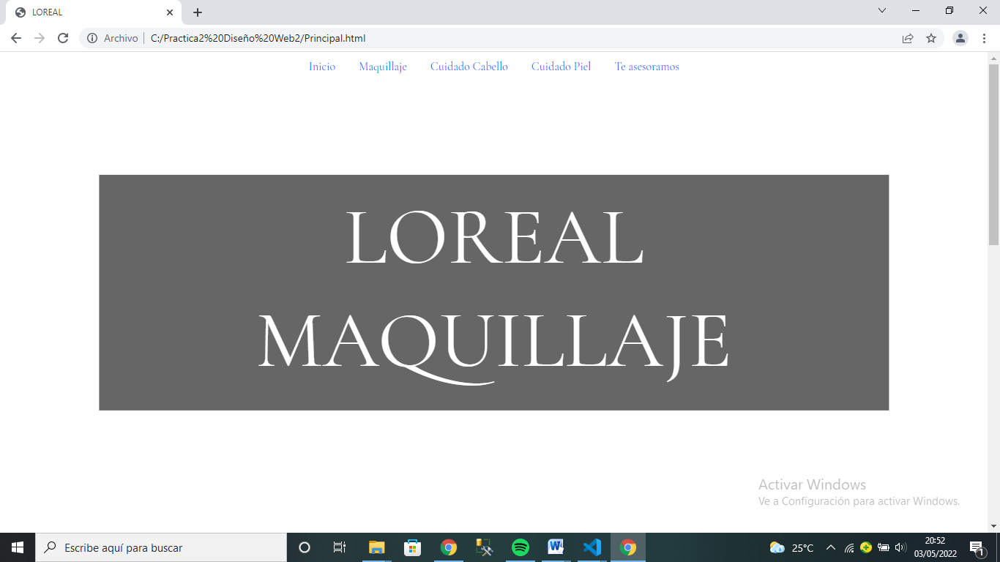 LOREAL
Archivo
C:/Practica2%20Diseño%20Web2/Principal.html
Inicio
Maquillaje
Cuidado Cabello
Cuidado Piel
Te asesoramos
LOREAL
MAQUILLAJE
Activar Windows
Ve a Configuración para activar Windows.
Escribe aquí para buscar
25°C
20:52
03/05/2022
1